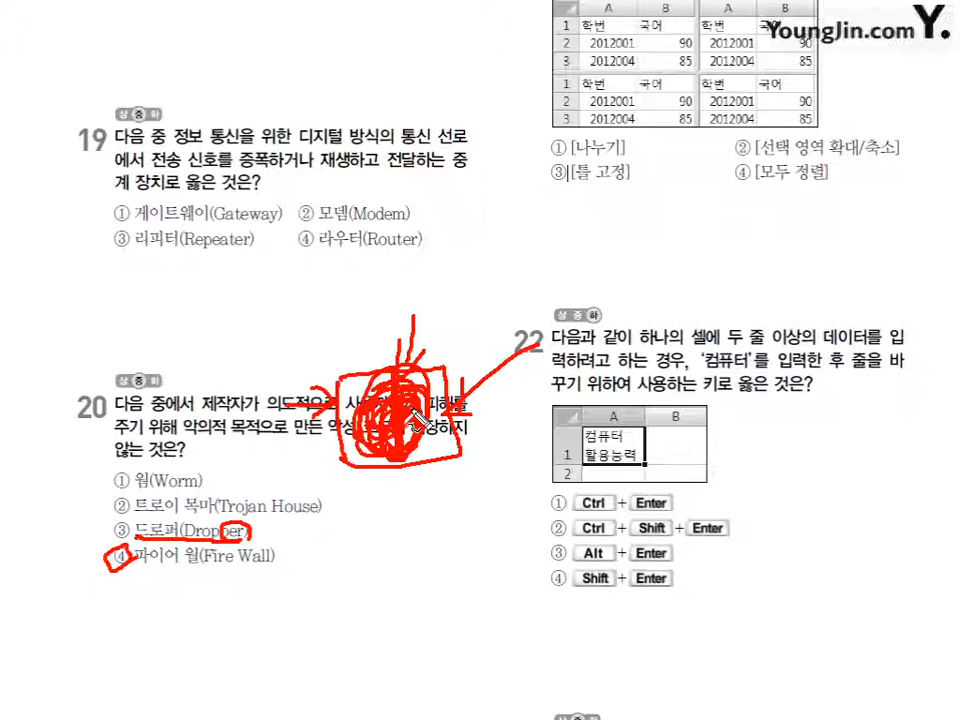 상 중 하
19 다음 중 정보 통신을 위한 디지털 방식의 통신 선로
에서 전송 신호를 증폭하거나 재생하고 전달하는 중
계 장치로 옳은 것은?
① 게이트웨이(Gateway) ② 모뎀(Modem)
③ 리피터(Repeater) ④ 라우터(Router)
상 중 하
20 다음 중에서 제작자가 의도적으로 피해를
주기 위해 악의적 목적으로 만든 악성
않는 것은?
① 웜(Worm)
② 트로이 목마(Trojan House)
③ 드로퍼(Dropper)
④ 파이어 월(Fire Wall)
YoungJin.com Y.
A B A B
1 학번 국어 학번
2 2012001 90 2012001 90
3 2012004 85 2012004 85
1 학번 국어 학번 국어
2 2012001 90 2012001 90
3 2012004 85 2012004 85
① [나누기] ② [선택 영역 확대/축소]
③ [틀 고정] ④ [모두 정렬]
상 중 하
22 다음과 같이 하나의 셀에 두 줄 이상의 데이터를 입
력하려고 하는 경우, ‘컴퓨터’를 입력한 후 줄을 바
꾸기 위하여 사용하는 키로 옳은 것은?
A B
컴퓨터
1 활용능력
2
① Ctrl + Enter
② Ctrl + Shift + Enter
③ Alt + Enter
④ Shift + Enter